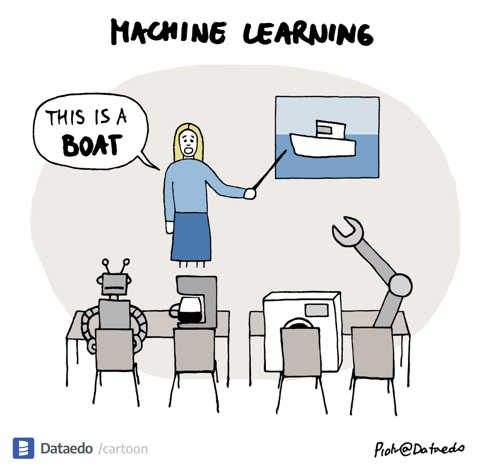 MACHINE LEARNING
THIS IS A
BOAT
Dataedo /cartoon
Piotr@Dataedo